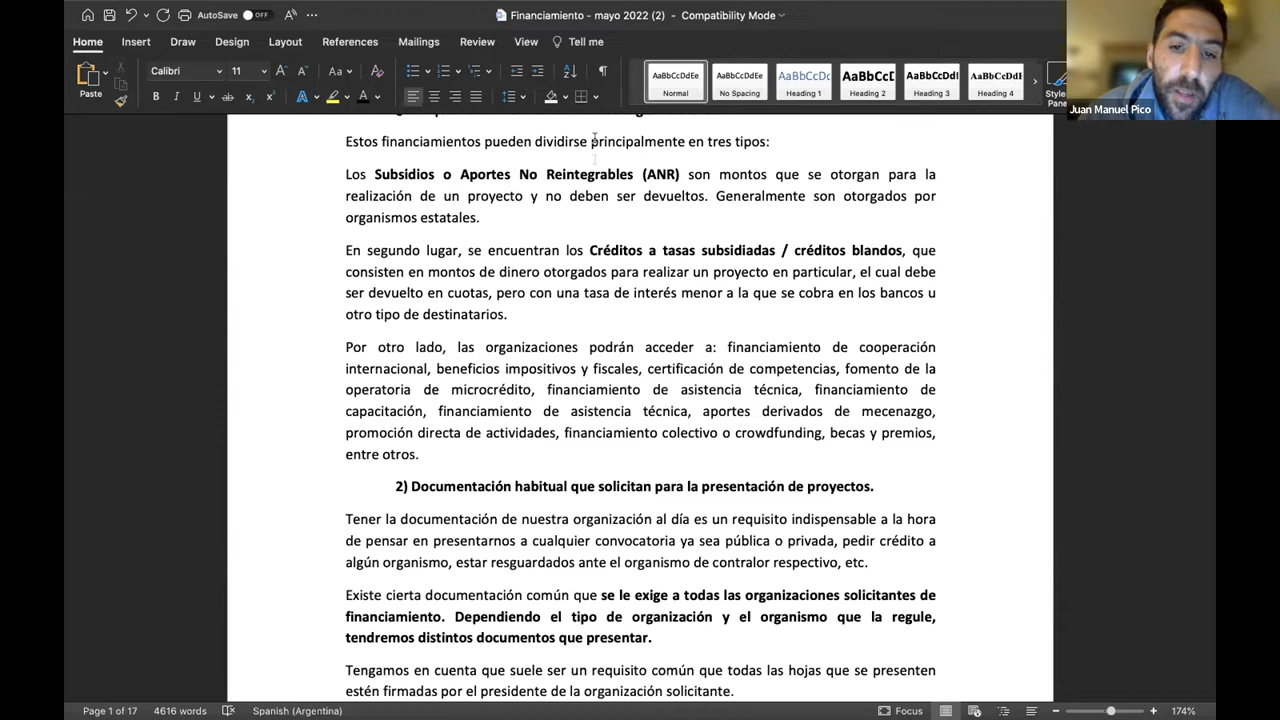 AutoSave OFF
Financiamiento - mayo 2022 (2) - Compatibility Mode
Home Insert Draw Design Layout References Mailings Review View Tell me
Paste
Calibri 11
AaBbCcDdEe AaBbCcDdEe AaBbCcDc AaBbCcD AaBbCcDdI AaBbCcDdE
Normal No Spacing Heading 1 Heading 2 Heading 3 Heading 4
Juan Manuel Pico
Estos financiamientos pueden dividirse principalmente en tres tipos:
Los Subsidios o Aportes No Reintegrables (ANR) son montos que se otorgan para la
realización de un proyecto y no deben ser devueltos. Generalmente son otorgados por
organismos estatales.
En segundo lugar, se encuentran los Créditos a tasas subsidiadas / créditos blandos, que
consisten en montos de dinero otorgados para realizar un proyecto en particular, el cual debe
ser devuelto en cuotas, pero con una tasa de interés menor a la que se cobra en los bancos u
otro tipo de destinatarios.
Por otro lado, las organizaciones podrán acceder a: financiamiento de cooperación
internacional, beneficios impositivos y fiscales, certificación de competencias, fomento de la
operatoria de microcrédito, financiamiento de asistencia técnica, financiamiento de
capacitación, financiamiento de asistencia técnica, aportes derivados de mecenazgo,
promoción directa de actividades, financiamiento colectivo o crowdfunding, becas y premios,
entre otros.
2) Documentación habitual que solicitan para la presentación de proyectos.
Tener la documentación de nuestra organización al día es un requisito indispensable a la hora
de pensar en presentarnos a cualquier convocatoria ya sea pública o privada, pedir crédito a
algún organismo, estar resguardados ante el organismo de contralor respectivo, etc.
Existe cierta documentación común que se le exige a todas las organizaciones solicitantes de
financiamiento. Dependiendo el tipo de organización y el organismo que la regule,
tendremos distintos documentos que presentar.
Tengamos en cuenta que suele ser un requisito común que todas las hojas que se presenten
estén firmadas por el presidente de la organización solicitante.
Page 1 of 17 4616 words Spanish (Argentina) Focus 174%